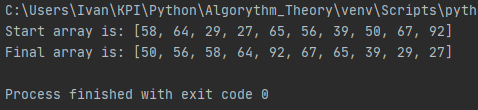 C:\Users\Ivan\KPI\Python\Algorythm_Theory\venv\Scripts\pyth
Start array is: [58, 64, 29, 27, 65, 56, 39, 50, 67, 92]
Final array is: [50, 56, 58, 64, 92, 67, 65, 39, 29, 27]
Process finished with exit code 0